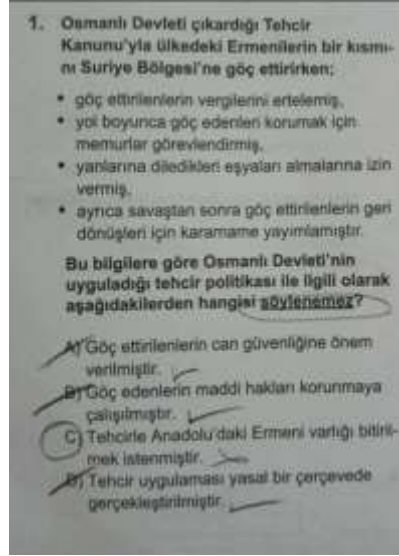 1. Osmanlı Devleti çıkardığı Tehcir
Kanunu'yla ülkedeki Ermenilerin bir kısmı-
nı Suriye Bölgesi'ne göç ettirirken;
• göç ettirilenlerin vergilerini ertelemiş,
• yol boyunca göç edenleri korumak için
memurlar görevlendirmiş,
• yanlarına diledikleri eşyaları almalarına izin
vermiş,
• ayrıca savaştan sonra göç ettirilenlerin geri
dönüşleri için kararname yayımlamıştır.
Bu bilgilere göre Osmanlı Devleti'nin
uyguladığı tehcir politikası ile ilgili olarak
aşağıdakilerden hangisi söylenemez?
A) Göç ettirilenlerin can güvenliğine önem
verilmiştir.
B) Göç edenlerin maddi hakları korunmaya
çalışılmıştır.
C) Tehcirle Anadolu'daki Ermeni varlığı bitiril-
mek istenmiştir.
D) Tehcir uygulaması yasal bir çerçevede
gerçekleştirilmiştir.